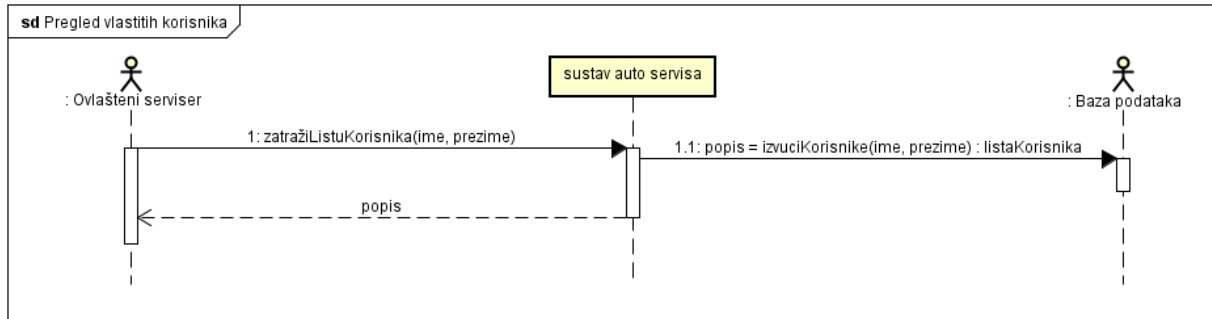 sd Pregled vlastitih korisnika
: Ovlašteni serviser
sustav auto servisa
: Baza podataka
1: zatražiListuKorisnika(ime, prezime)
1.1: popis = izvuciKorisnike(ime, prezime) : listaKorisnika
popis